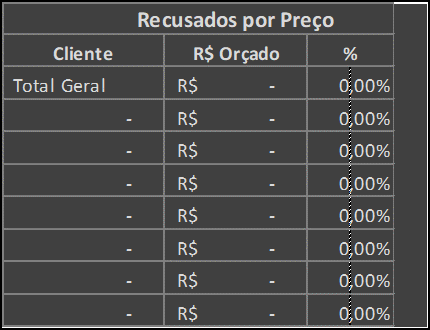 Recusados por Preço
Cliente R$ Orçado %
Total Geral R$ - 0,00%
- R$ - 0,00%
- R$ - 0,00%
- R$ - 0,00%
- R$ - 0,00%
- R$ - 0,00%
- R$ - 0,00%
- R$ - 0,00%